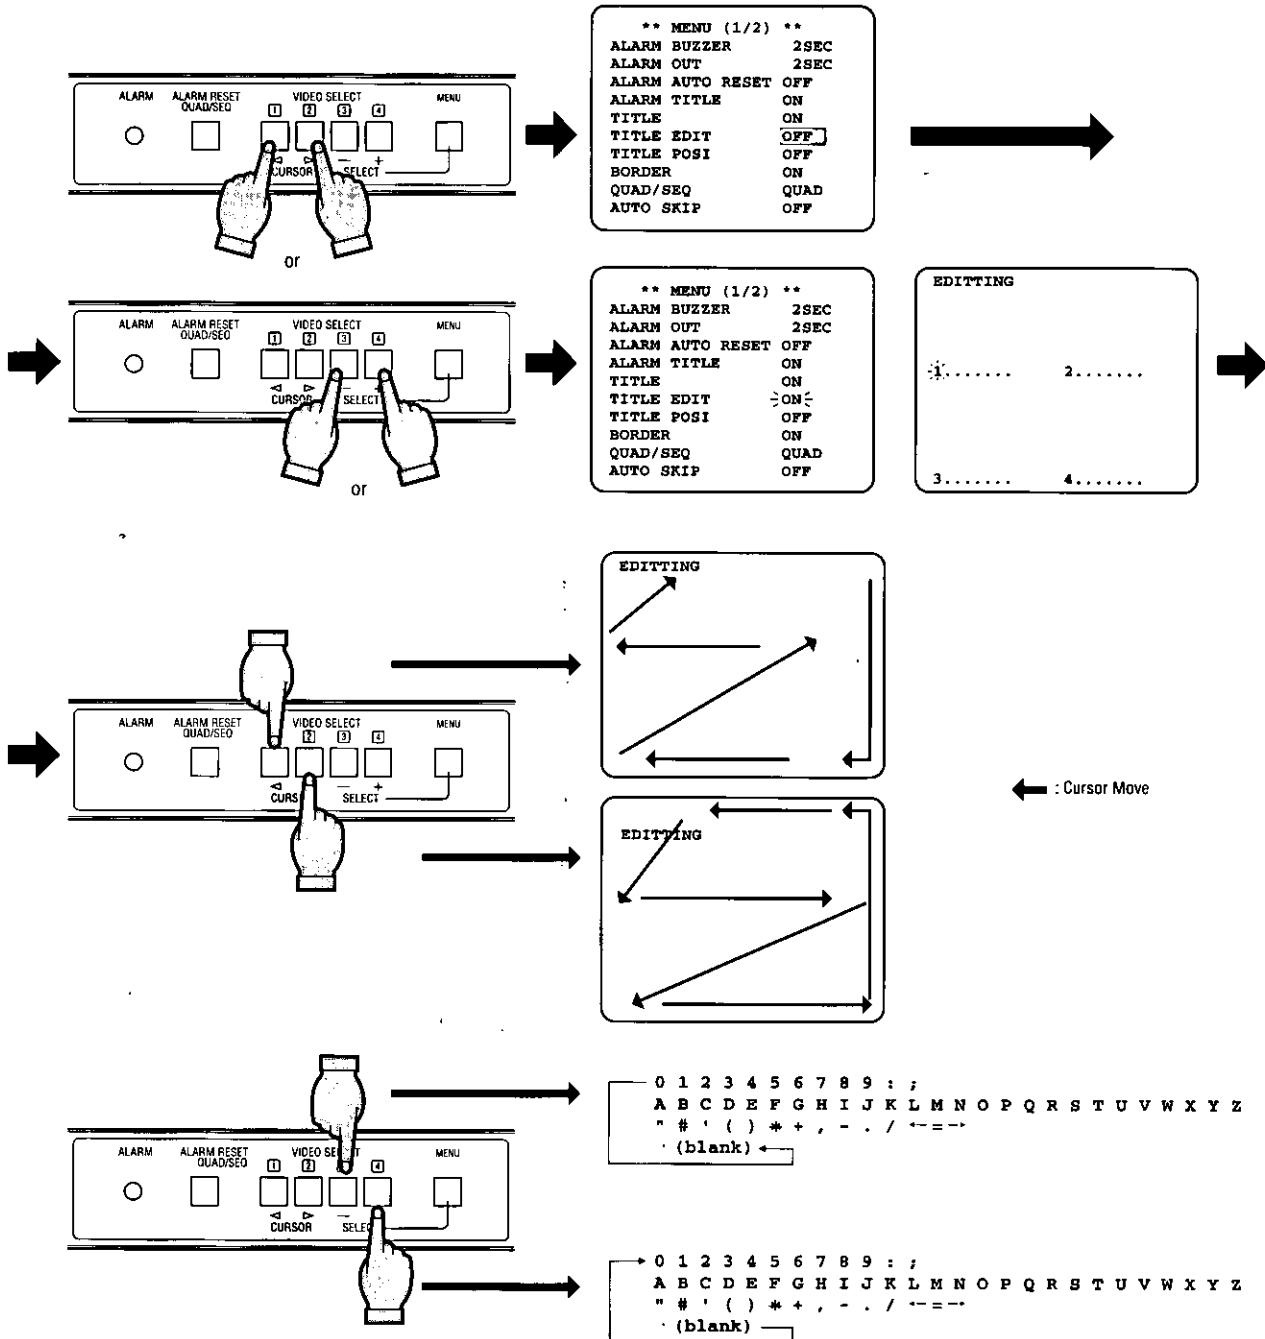 ALARM
ALARM RESET
QUAD/SEQ
VIDEO SELECT
1 2 3 4
MENU
CURSOR
- +
SELECT
or
** MENU (1/2) **
ALARM BUZZER 2SEC
ALARM OUT 2SEC
ALARM AUTO RESET OFF
ALARM TITLE ON
TITLE ON
TITLE EDIT OFF
TITLE POSI OFF
BORDER ON
QUAD/SEQ QUAD
AUTO SKIP OFF
ALARM
ALARM RESET
QUAD/SEQ
VIDEO SELECT
1 2 3 4
MENU
CURSOR
SELECT
or
** MENU (1/2) **
ALARM BUZZER 2SEC
ALARM OUT 2SEC
ALARM AUTO RESET OFF
ALARM TITLE ON
TITLE ON
TITLE EDIT ON
TITLE POSI OFF
BORDER ON
QUAD/SEQ QUAD
AUTO SKIP OFF
EDITTING
1....... 2.......
3....... 4.......
ALARM
ALARM RESET
QUAD/SEQ
VIDEO SELECT
2 3 4
MENU
CURS
- +
SELECT
EDITTING
EDITTING
: Cursor Move
ALARM
ALARM RESET
QUAD/SEQ
VIDEO SELECT
1 2 4
MENU
CURSOR
SELEC
0 1 2 3 4 5 6 7 8 9 : ;
A B C D E F G H I J K L M N O P Q R S T U V W X Y Z
" # ' ( ) * + , - . / ←=→
· (blank)
0 1 2 3 4 5 6 7 8 9 : ;
A B C D E F G H I J K L M N O P Q R S T U V W X Y Z
" # ' ( ) * + , - . / ←=→
· (blank)